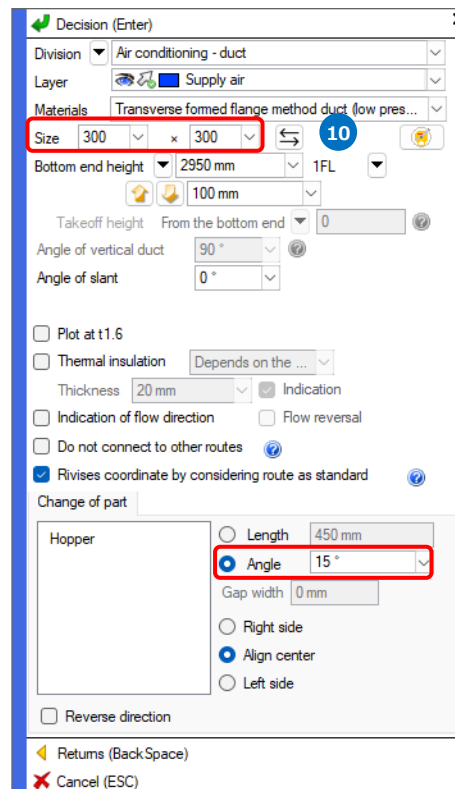 Decision (Enter)
Division Air conditioning - duct
Layer Supply air
Materials Transverse formed flange method duct (low pres...
Size 300 × 300 10
Bottom end height 2950 mm 1FL
100 mm
Takeoff height From the bottom end 0
Angle of vertical duct 90 °
Angle of slant 0 °
Plot at t1.6
Thermal insulation Depends on the ...
Thickness 20 mm Indication
Indication of flow direction Flow reversal
Do not connect to other routes
Rivises coordinate by considering route as standard
Change of part
Hopper Length 450 mm
Angle 15 °
Gap width 0 mm
Right side
Align center
Left side
Reverse direction
Returns (BackSpace)
Cancel (ESC)